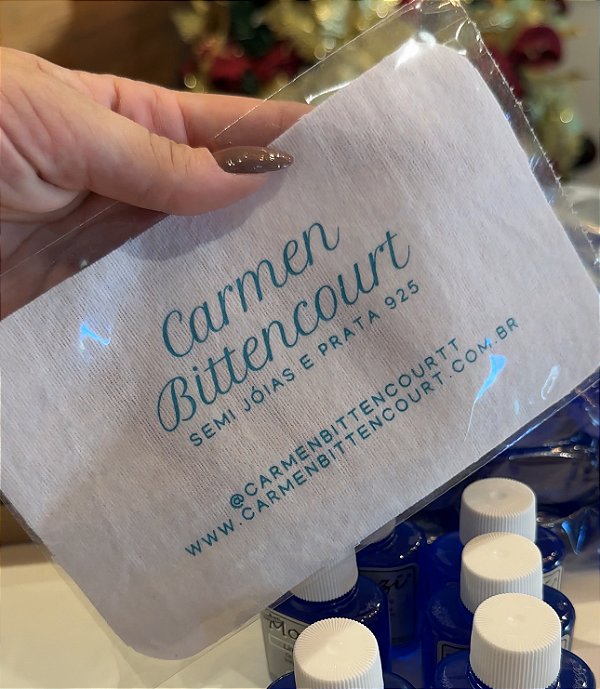 Carmen
Bittencourt
SEMI JÓIAS E PRATA 925
@CARMENBITTENCOURTT
WWW.CARMENBITTENCOURT.COM.BR